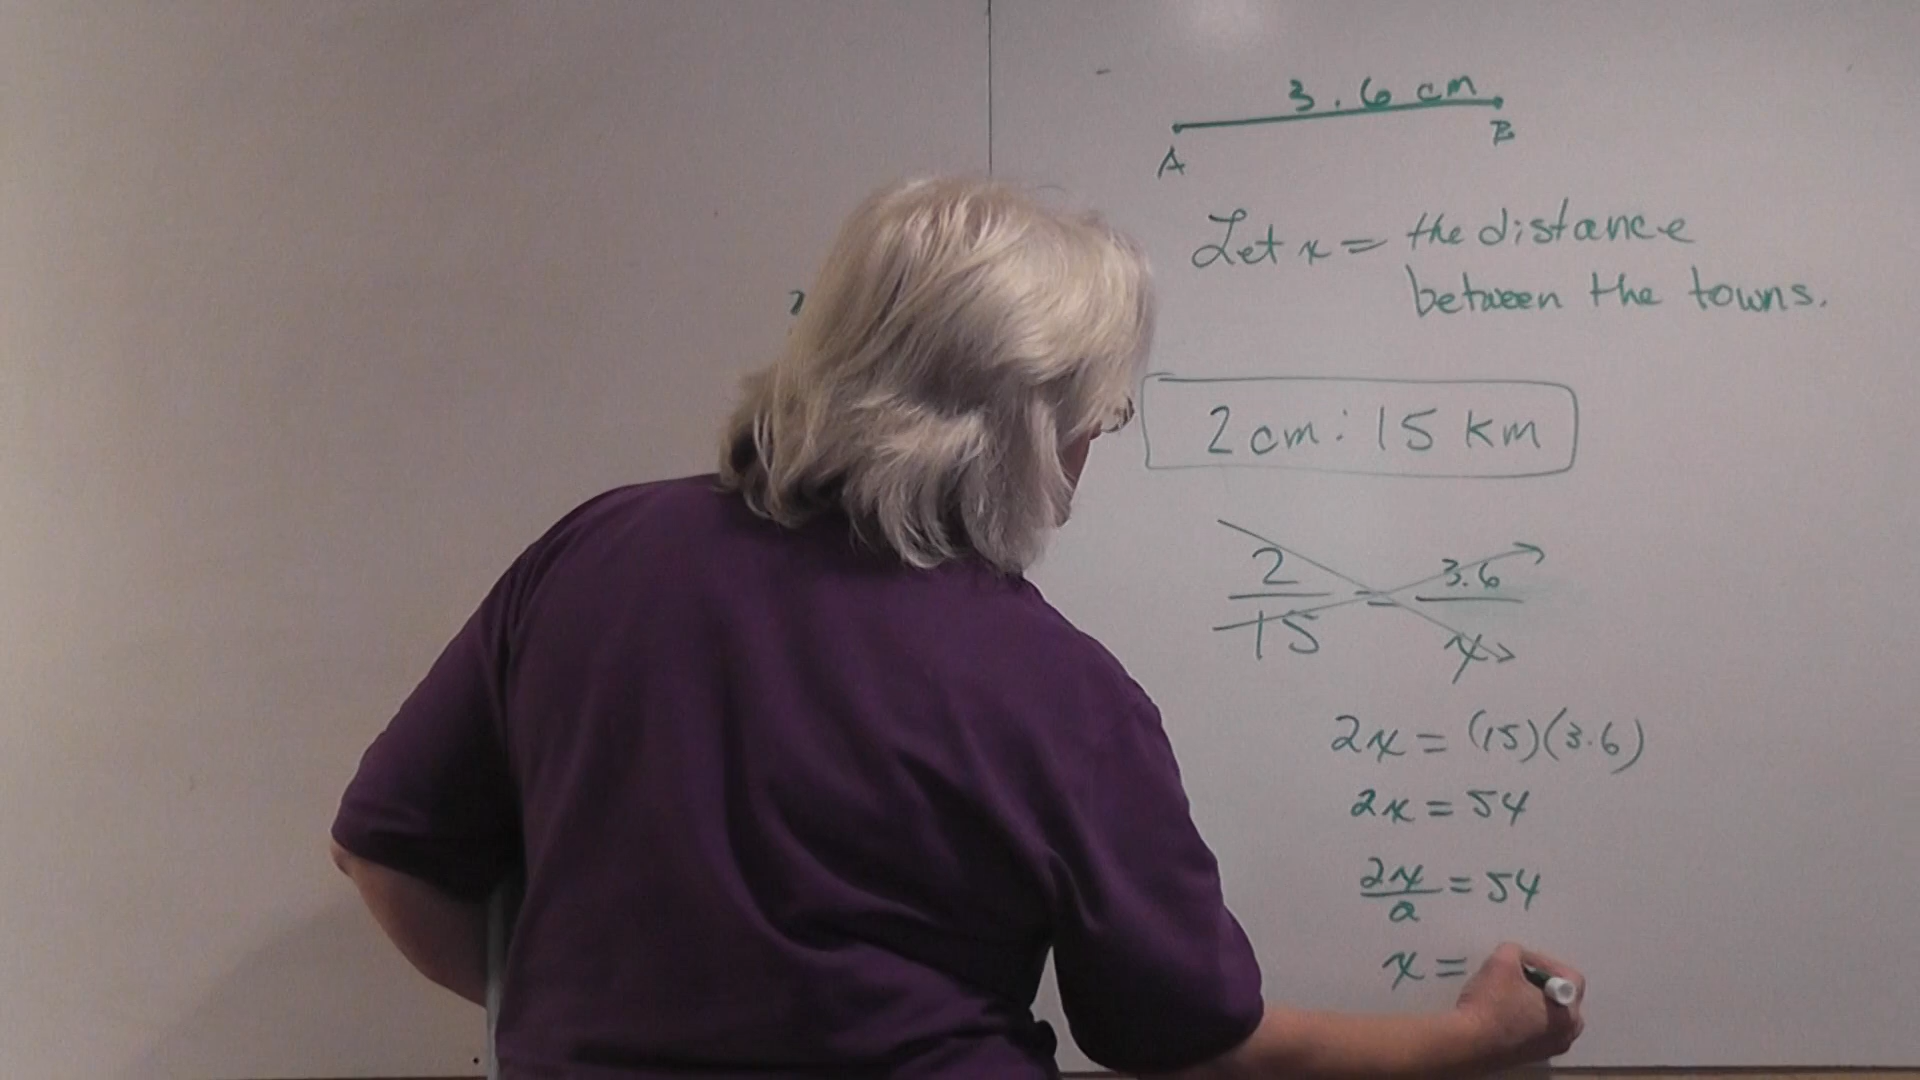 3.6 cm
A B
Let x = the distance
between the towns.
2 cm : 15 km
2/15 = 3.6/x
2x = (15)(3.6)
2x = 54
2x/2 = 54
x =